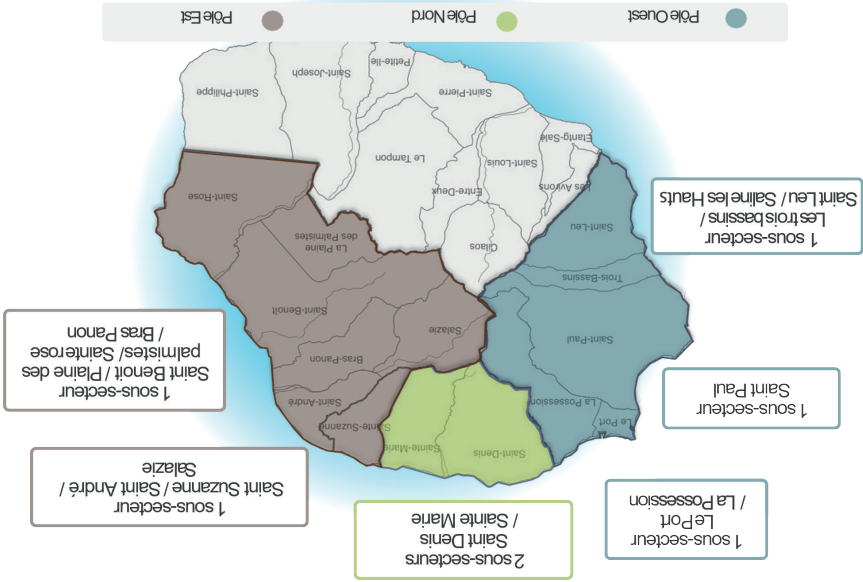 1 sous-secteur
Le Port
/ La Possession
2 sous-secteurs
Saint Denis
/ Sainte Marie
1 sous-secteur
Saint Suzanne / Saint André /
Salazie
1 sous-secteur
Saint Paul
1 sous-secteur
Saint Benoit / Plaine des
palmistes/ Sainte rose
/ Bras Panon
1 sous-secteur
Les trois bassins /
Saint Leu / Saline les Hauts
Saint-Denis
Sainte-Marie
Sainte-Suzanne
Le Port
La Possession
Saint-André
Bras-Panon
Saint-Paul
Salazie
Saint-Benoît
Trois-Bassins
Cilaos
La Plaine
des Palmistes
Saint-Leu
Saint-Rose
Les Avirons
Entre-Deux
Saint-Louis
Le Tampon
Etantg-Salé
Saint-Pierre
Saint-Philippe
Saint-Joseph
Petite-Ile
Pôle Ouest
Pôle Nord
Pôle Est